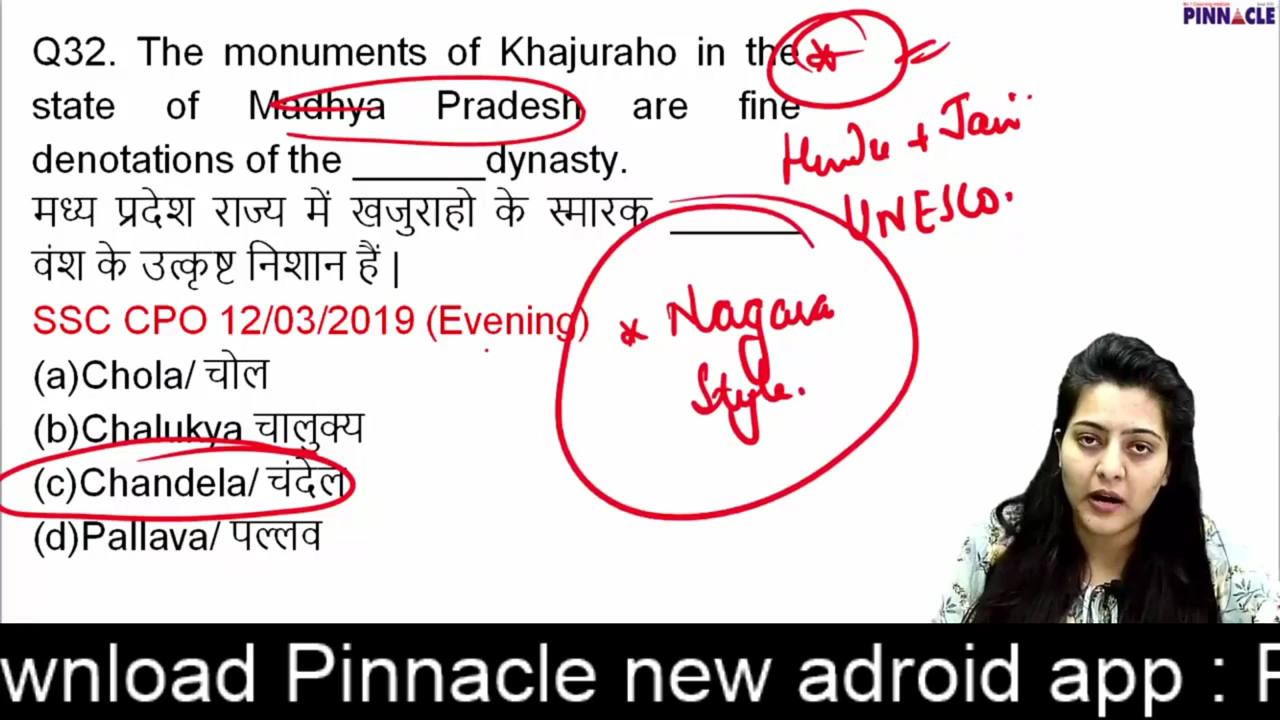 PINNACLE
Q32. The monuments of Khajuraho in the
state of Madhya Pradesh are fine
denotations of the ______dynasty.
मध्य प्रदेश राज्य में खजुराहो के स्मारक ______
वंश के उत्कृष्ट निशान हैं |
SSC CPO 12/03/2019 (Evening)
(a)Chola/ चोल
(b)Chalukya चालुक्य
(c)Chandela/ चंदेल
(d)Pallava/ पल्लव
Hindu + Jain
UNESCO.
* Nagara
Style.
wnload Pinnacle new adroid app : P